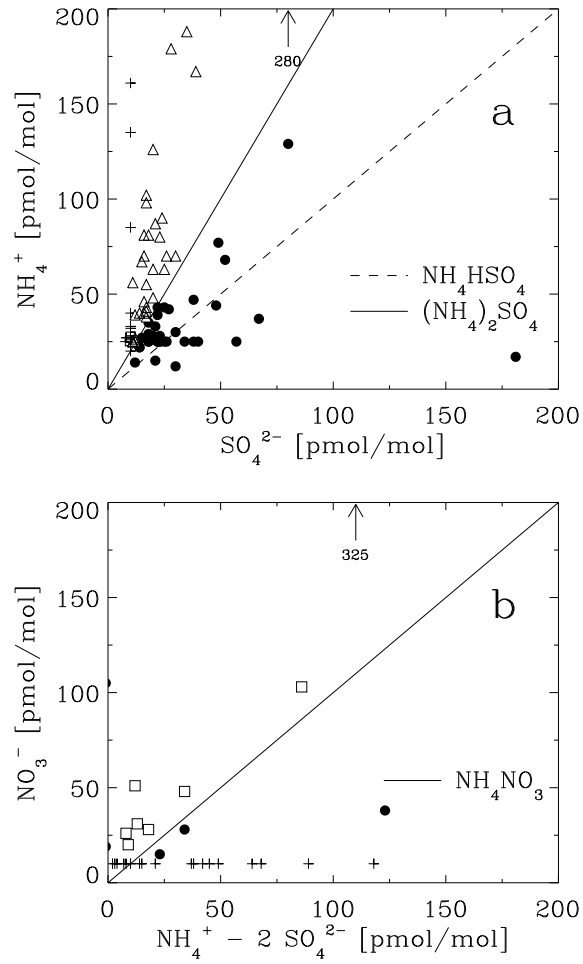 200
280
150
a
NH₄⁺ [pmol/mol]
100
NH₄HSO₄
50
(NH₄)₂SO₄
0
0 50 100 150 200
SO₄²⁻ [pmol/mol]
200
325
150
b
NO₃⁻ [pmol/mol]
100
50
NH₄NO₃
0
0 50 100 150 200
NH₄⁺ − 2 SO₄²⁻ [pmol/mol]